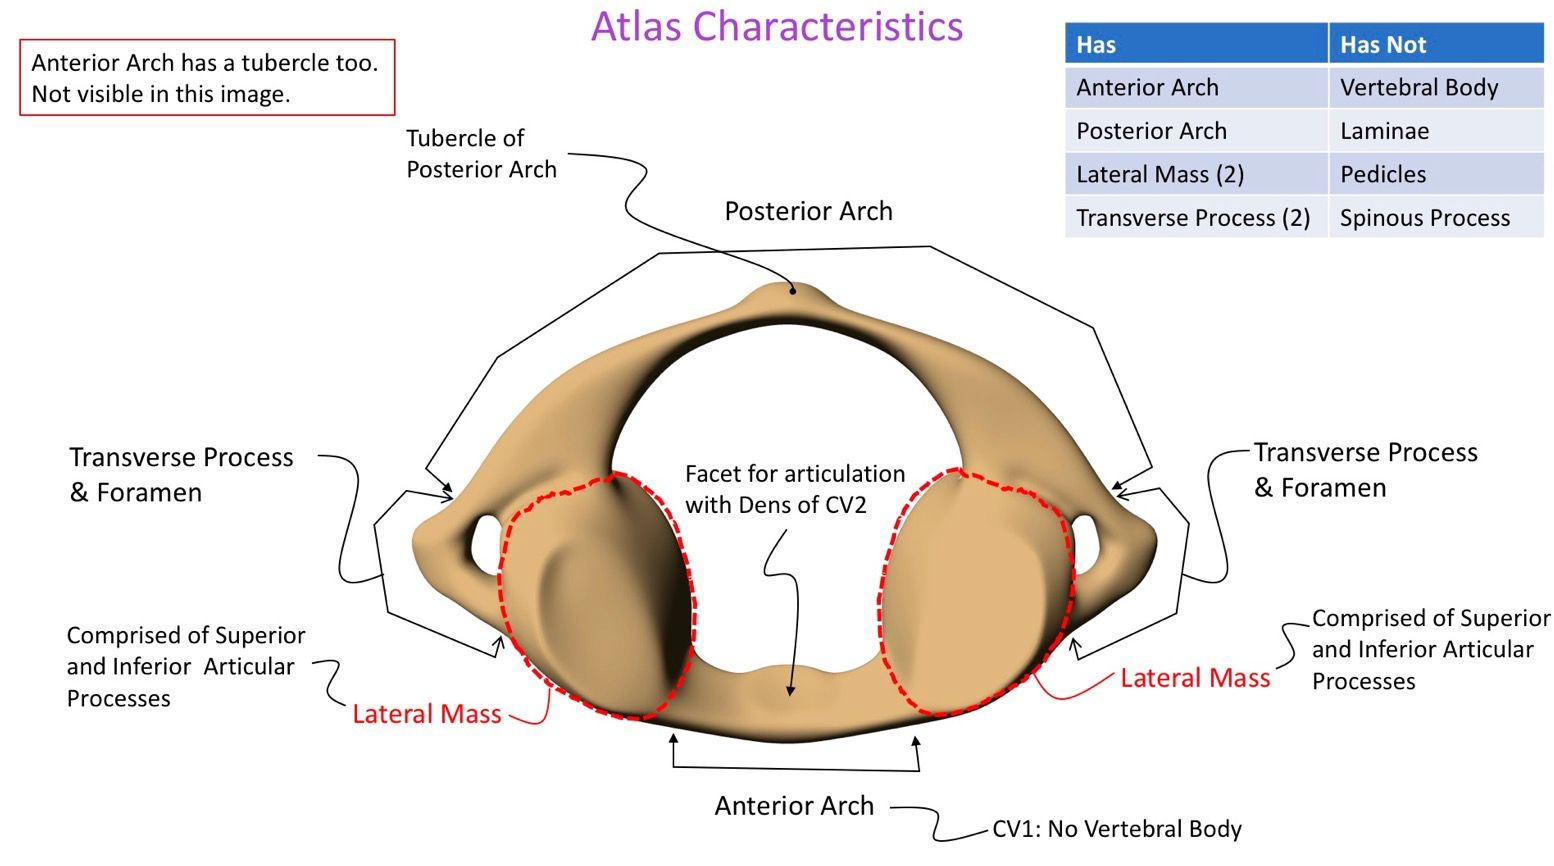 Atlas Characteristics
Anterior Arch has a tubercle too.
Not visible in this image.
Has Has Not
Anterior Arch Vertebral Body
Posterior Arch Laminae
Lateral Mass (2) Pedicles
Transverse Process (2) Spinous Process
Tubercle of
Posterior Arch
Posterior Arch
Transverse Process
& Foramen
Facet for articulation
with Dens of CV2
Transverse Process
& Foramen
Comprised of Superior
and Inferior Articular
Processes
Lateral Mass
Comprised of Superior
and Inferior Articular
Processes
Lateral Mass
Anterior Arch
CV1: No Vertebral Body